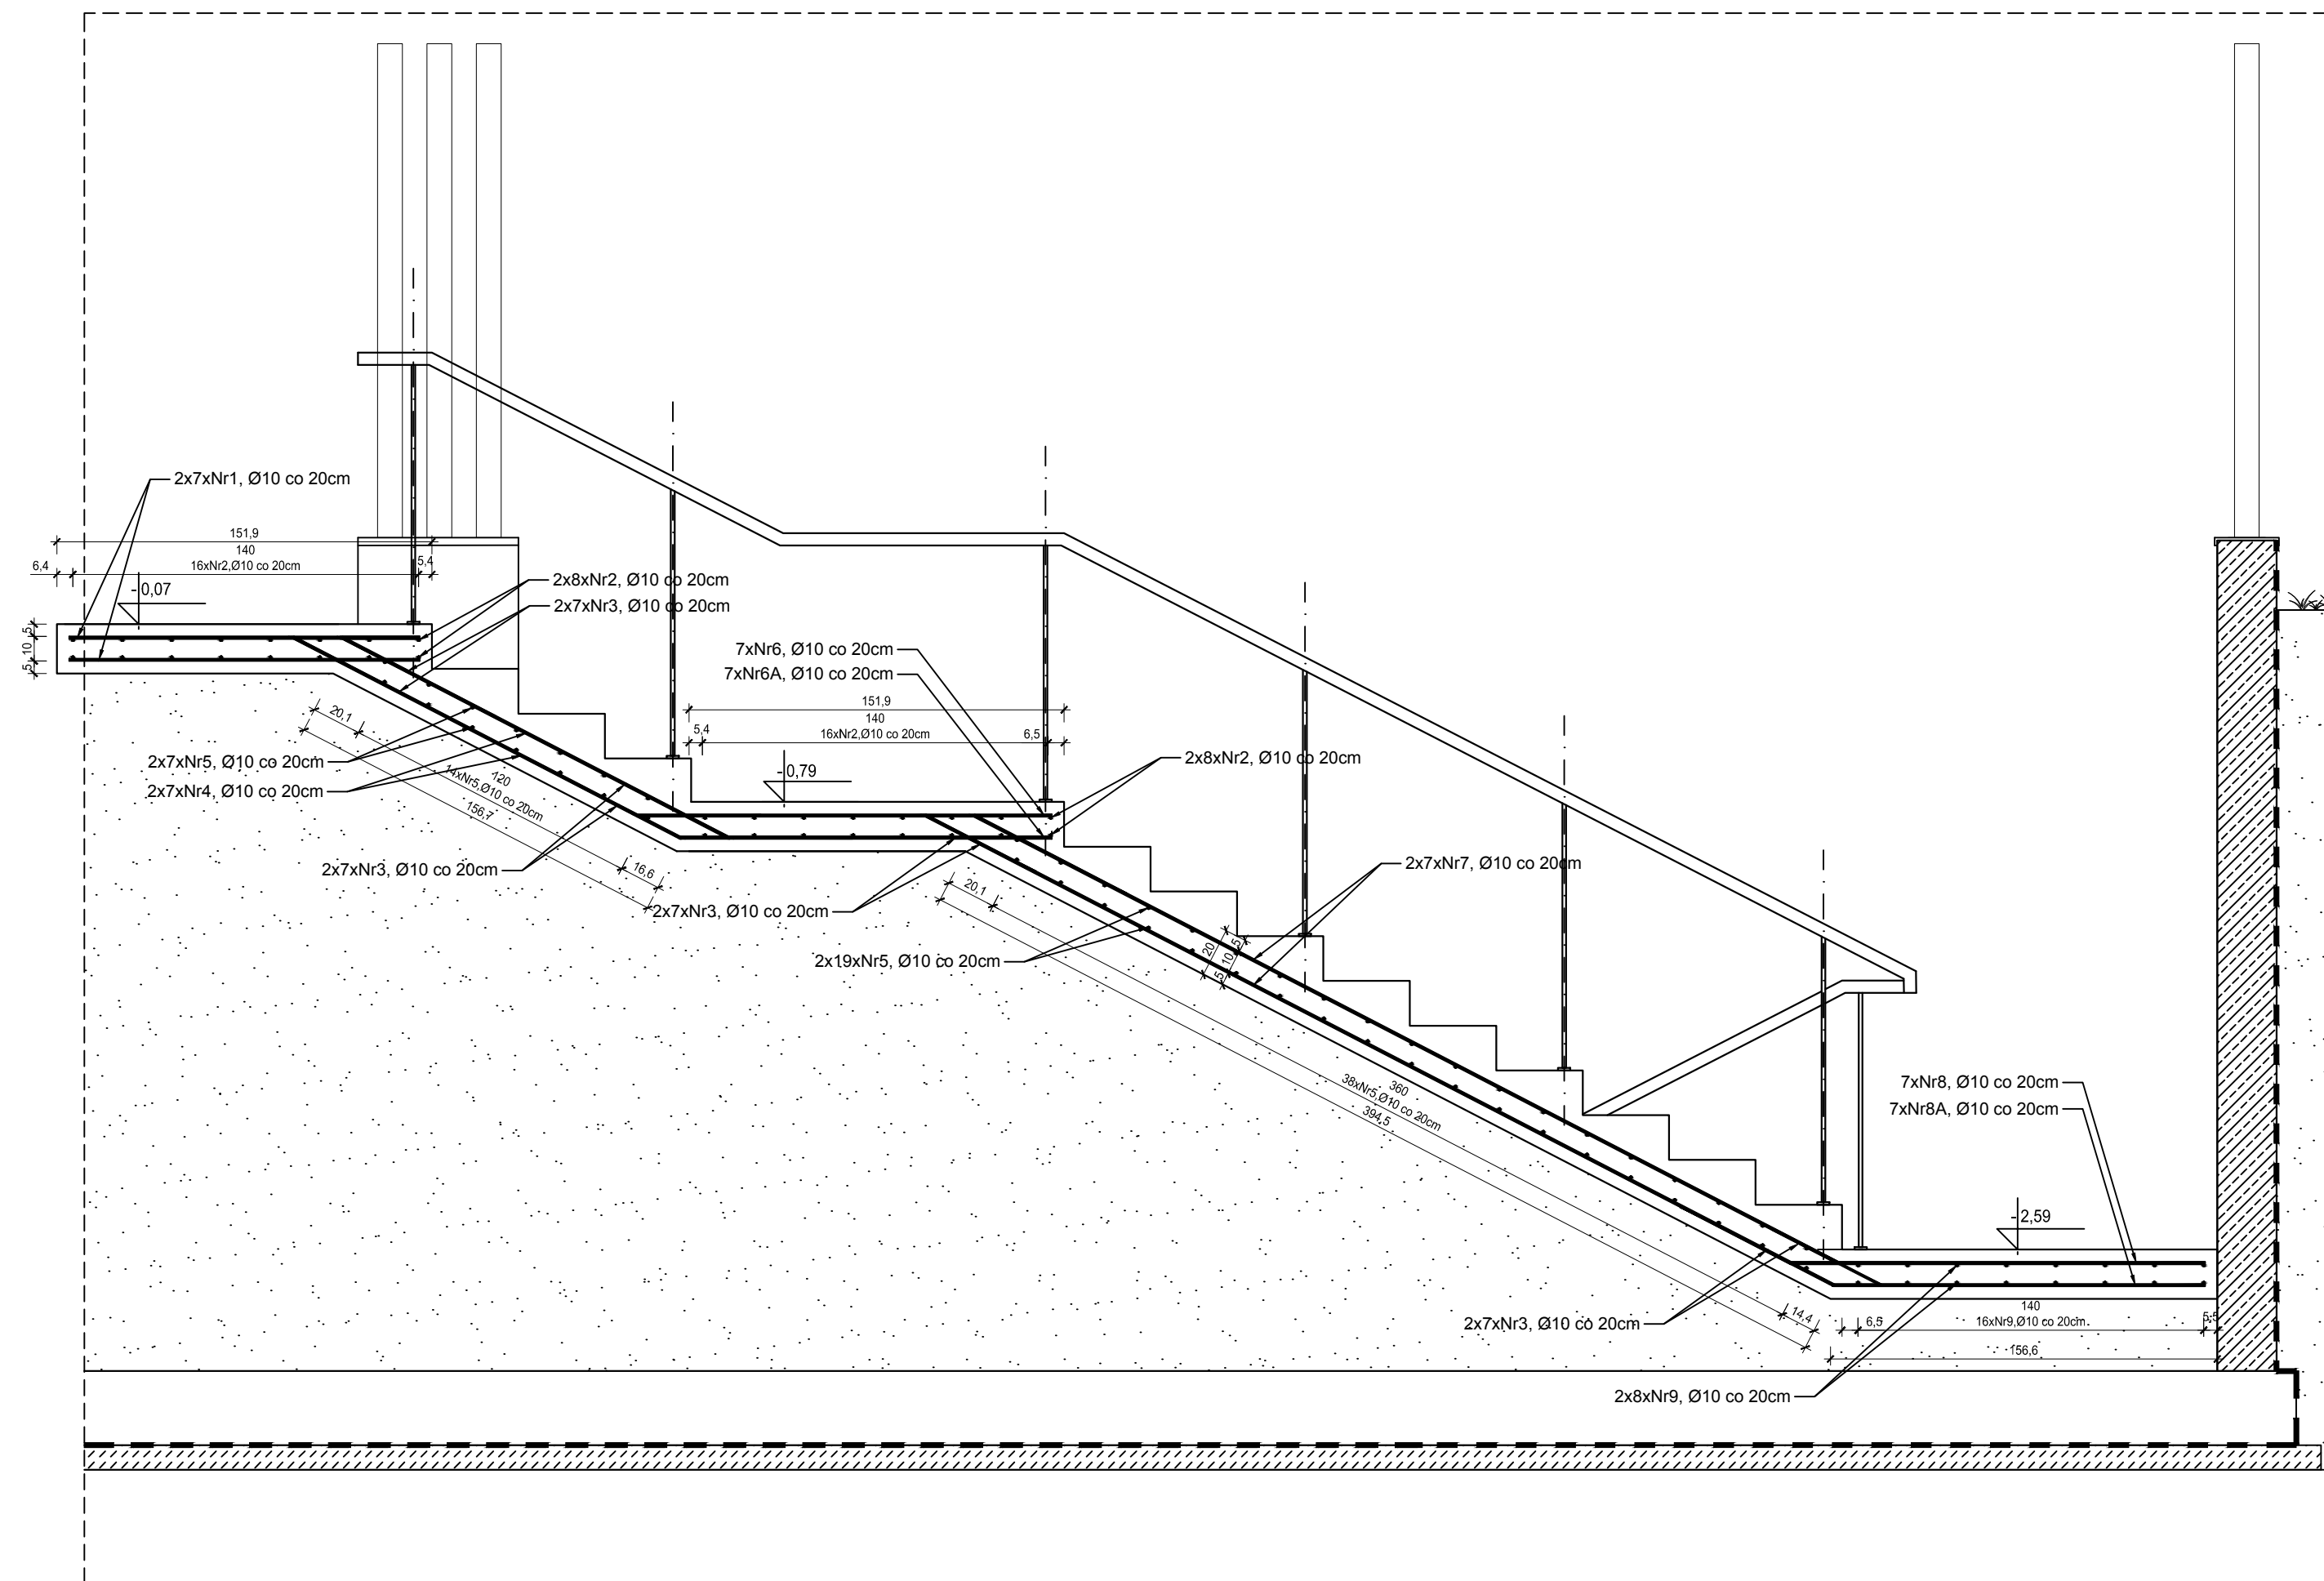 2x7xNr1, Ø10 co 20cm
151,9
140
6,4
16xNr2,Ø10 co 20cm
5,4
-0,07
2x8xNr2, Ø10 co 20cm
2x7xNr3, Ø10 co 20cm
5
10
5
7xNr6, Ø10 co 20cm
7xNr6A, Ø10 co 20cm
151,9
140
5,4
16xNr2,Ø10 co 20cm
6,5
20,1
2x7xNr5, Ø10 co 20cm
2x7xNr4, Ø10 co 20cm
120
14xNr5,Ø10 co 20cm
156,7
-0,79
2x8xNr2, Ø10 co 20cm
2x7xNr3, Ø10 co 20cm
16,6
2x7xNr7, Ø10 co 20cm
2x7xNr3, Ø10 co 20cm
20,1
2x19xNr5, Ø10 co 20cm
20
5
10
5
360
38xNr5,Ø10 co 20cm
394,5
7xNr8, Ø10 co 20cm
7xNr8A, Ø10 co 20cm
-2,59
2x7xNr3, Ø10 co 20cm
14,4
6,5
140
16xNr9,Ø10 co 20cm
5,5
156,6
2x8xNr9, Ø10 co 20cm